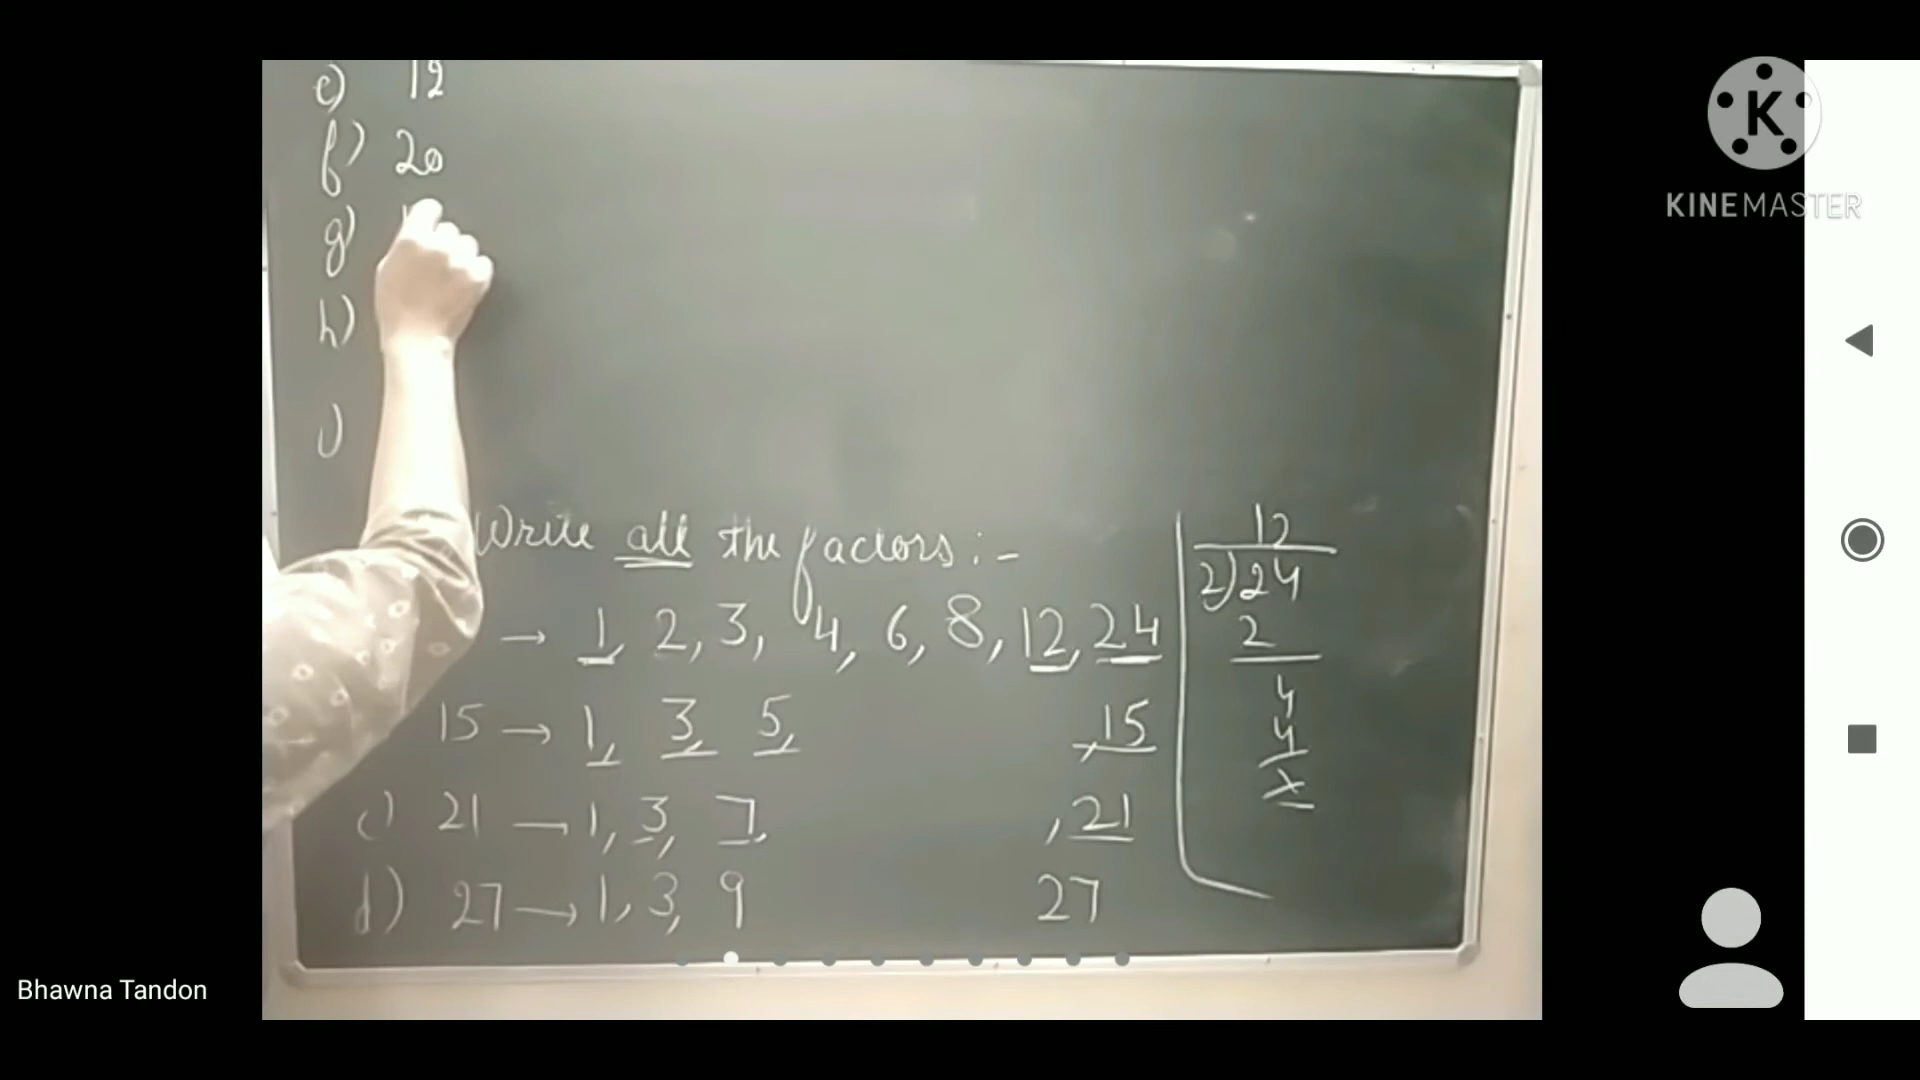 e) 12
f) 20
g)
h)
i)
Write all the factors :-
→ 1, 2, 3, 4, 6, 8, 12, 24
15 → 1, 3, 5, ,15
c) 21 → 1, 3, 7, ,21
d) 27 → 1, 3, 9 27
12
2)24
2
4
4
x
KINEMASTER
Bhawna Tandon